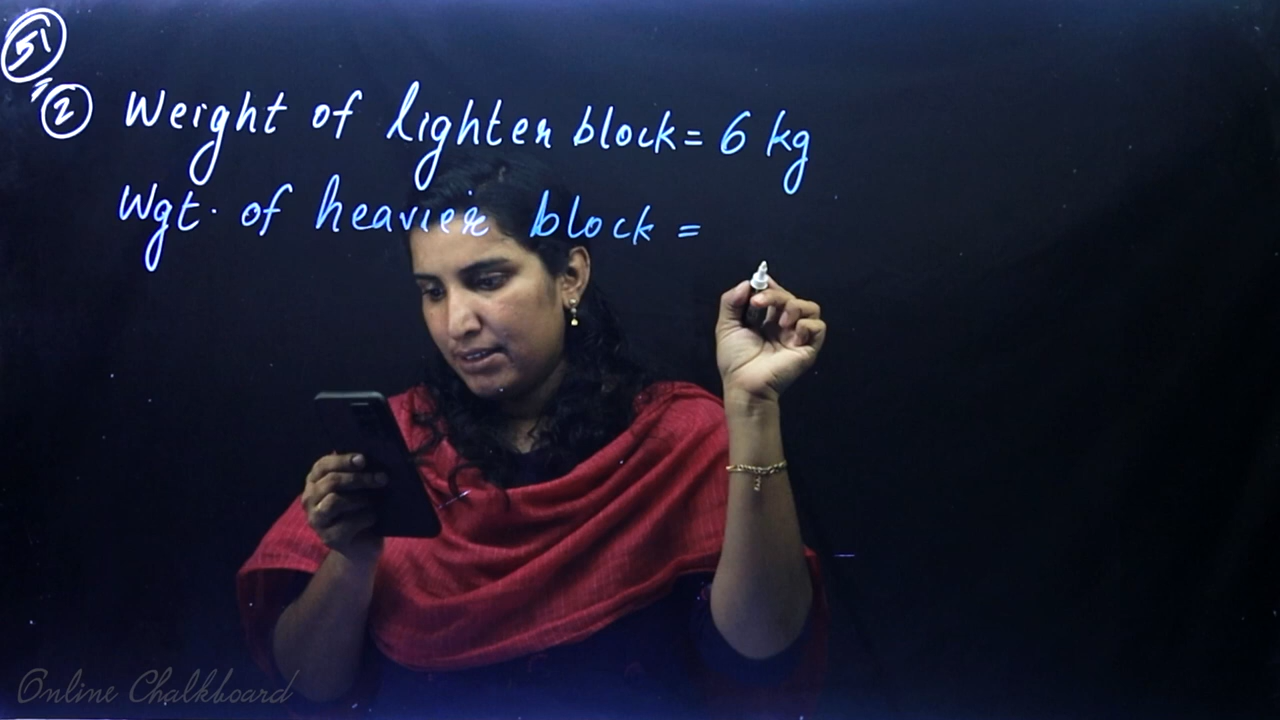 51
2 Weight of lighter block = 6 kg
Wgt. of heavier block =
Online Chalkboard